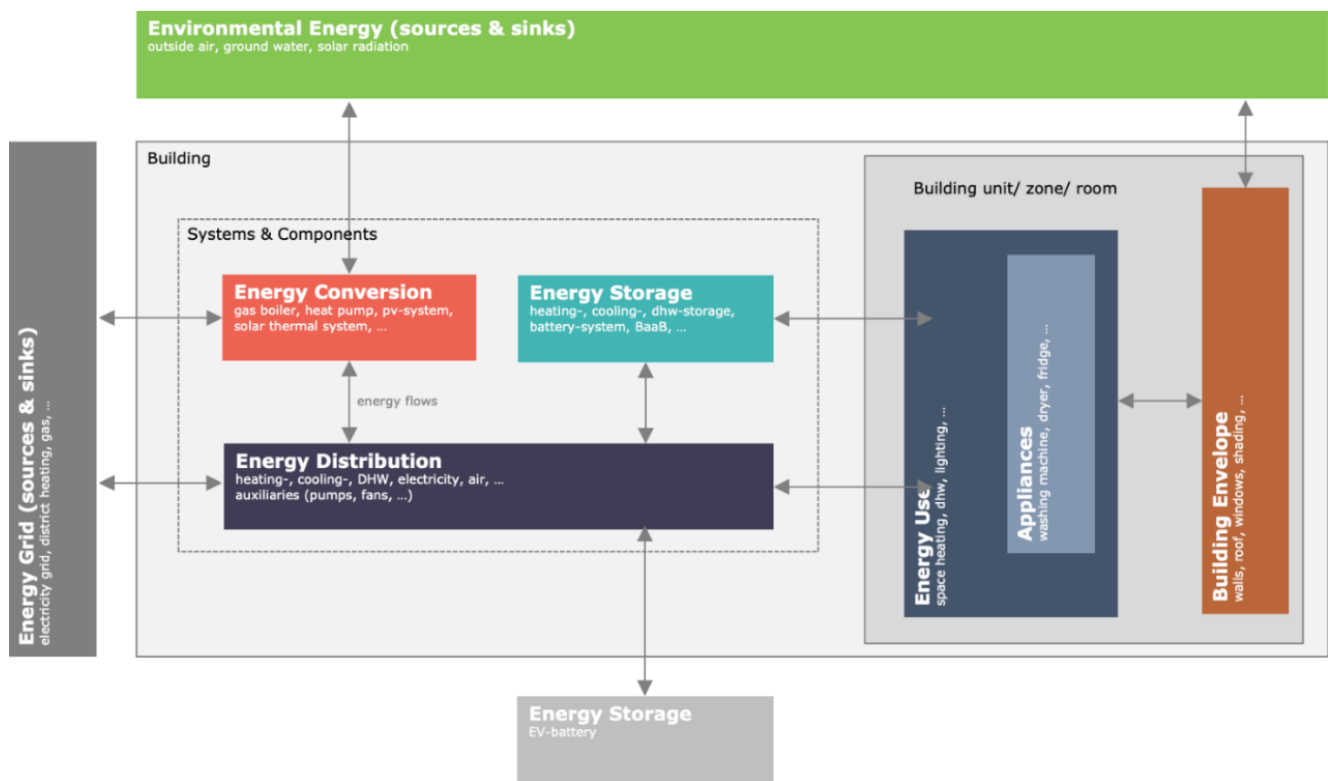 Environmental Energy (sources & sinks)
outside air, ground water, solar radiation
Building
Building unit/ zone/ room
Systems & Components
Energy Conversion
gas boiler, heat pump, pv-system,
solar thermal system, ...
Energy Storage
heating-, cooling-, dhw-storage,
battery-system, BaaB, ...
energy flows
Energy Distribution
heating-, cooling-, DHW, electricity, air, ...
auxiliaries (pumps, fans, ...)
Energy Grid (sources & sinks)
electricity grid, district heating, gas, ...
Energy Use
space heating, dhw, lighting, ...
Appliances
washing machine, dryer, fridge, ...
Building Envelope
walls, roof, windows, shading, ...
Energy Storage
EV-battery